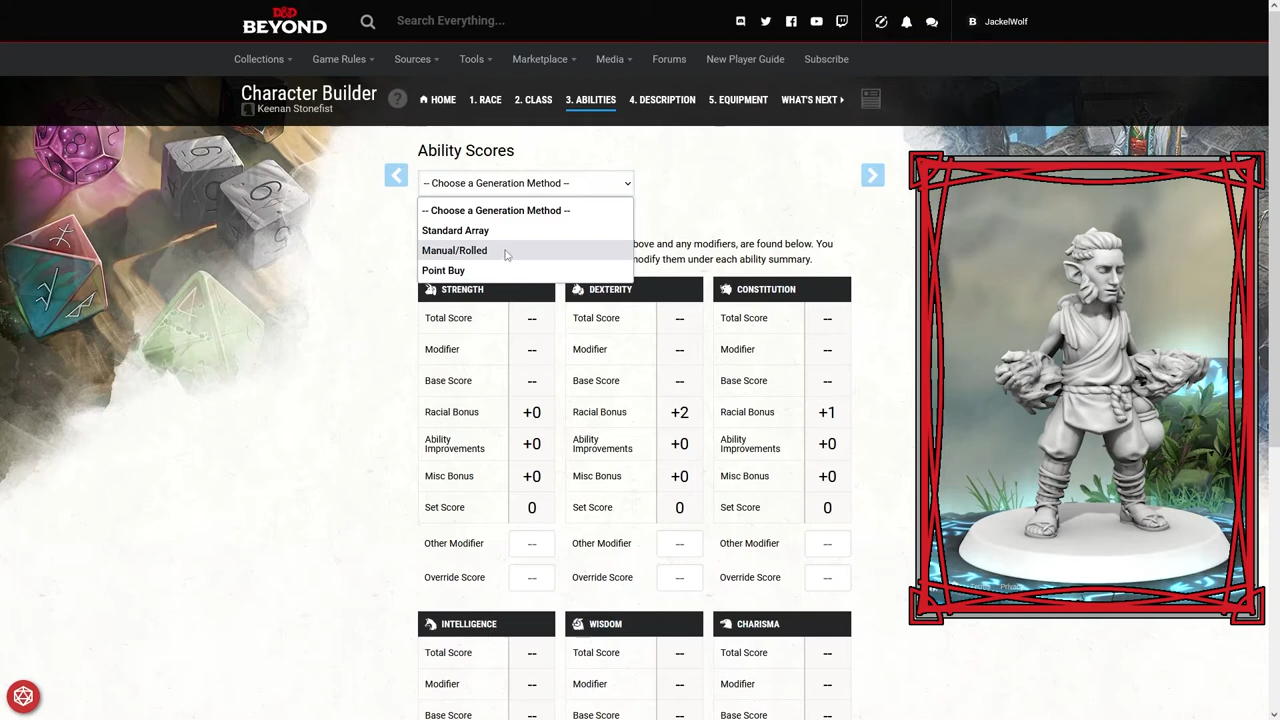 D&D
BEYOND
Search Everything...
B JackelWolf
Collections
Game Rules
Sources
Tools
Marketplace
Media
Forums
New Player Guide
Subscribe
Character Builder
Keenan Stonefist
?
HOME
1. RACE
2. CLASS
3. ABILITIES
4. DESCRIPTION
5. EQUIPMENT
WHAT'S NEXT
Ability Scores
-- Choose a Generation Method --
-- Choose a Generation Method --
Standard Array
Manual/Rolled
Point Buy
bove and any modifiers, are found below. You
modify them under each ability summary.
STRENGTH
Total Score --
Modifier --
Base Score --
Racial Bonus +0
Ability
Improvements +0
Misc Bonus +0
Set Score 0
Other Modifier --
Override Score --
DEXTERITY
Total Score --
Modifier --
Base Score --
Racial Bonus +2
Ability
Improvements +0
Misc Bonus +0
Set Score 0
Other Modifier --
Override Score --
CONSTITUTION
Total Score --
Modifier --
Base Score --
Racial Bonus +1
Ability
Improvements +0
Misc Bonus +0
Set Score 0
Other Modifier --
Override Score --
INTELLIGENCE
Total Score --
Modifier --
Base Score
WISDOM
Total Score --
Modifier --
Base Score
CHARISMA
Total Score --
Modifier --
Base Score